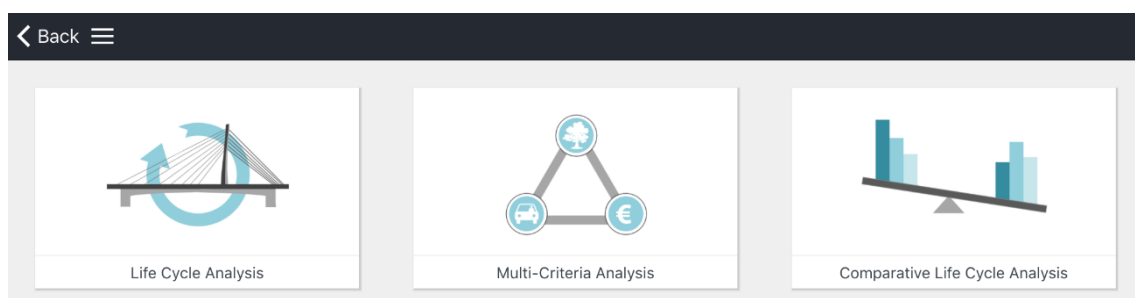 Back
€
Life Cycle Analysis
Multi-Criteria Analysis
Comparative Life Cycle Analysis